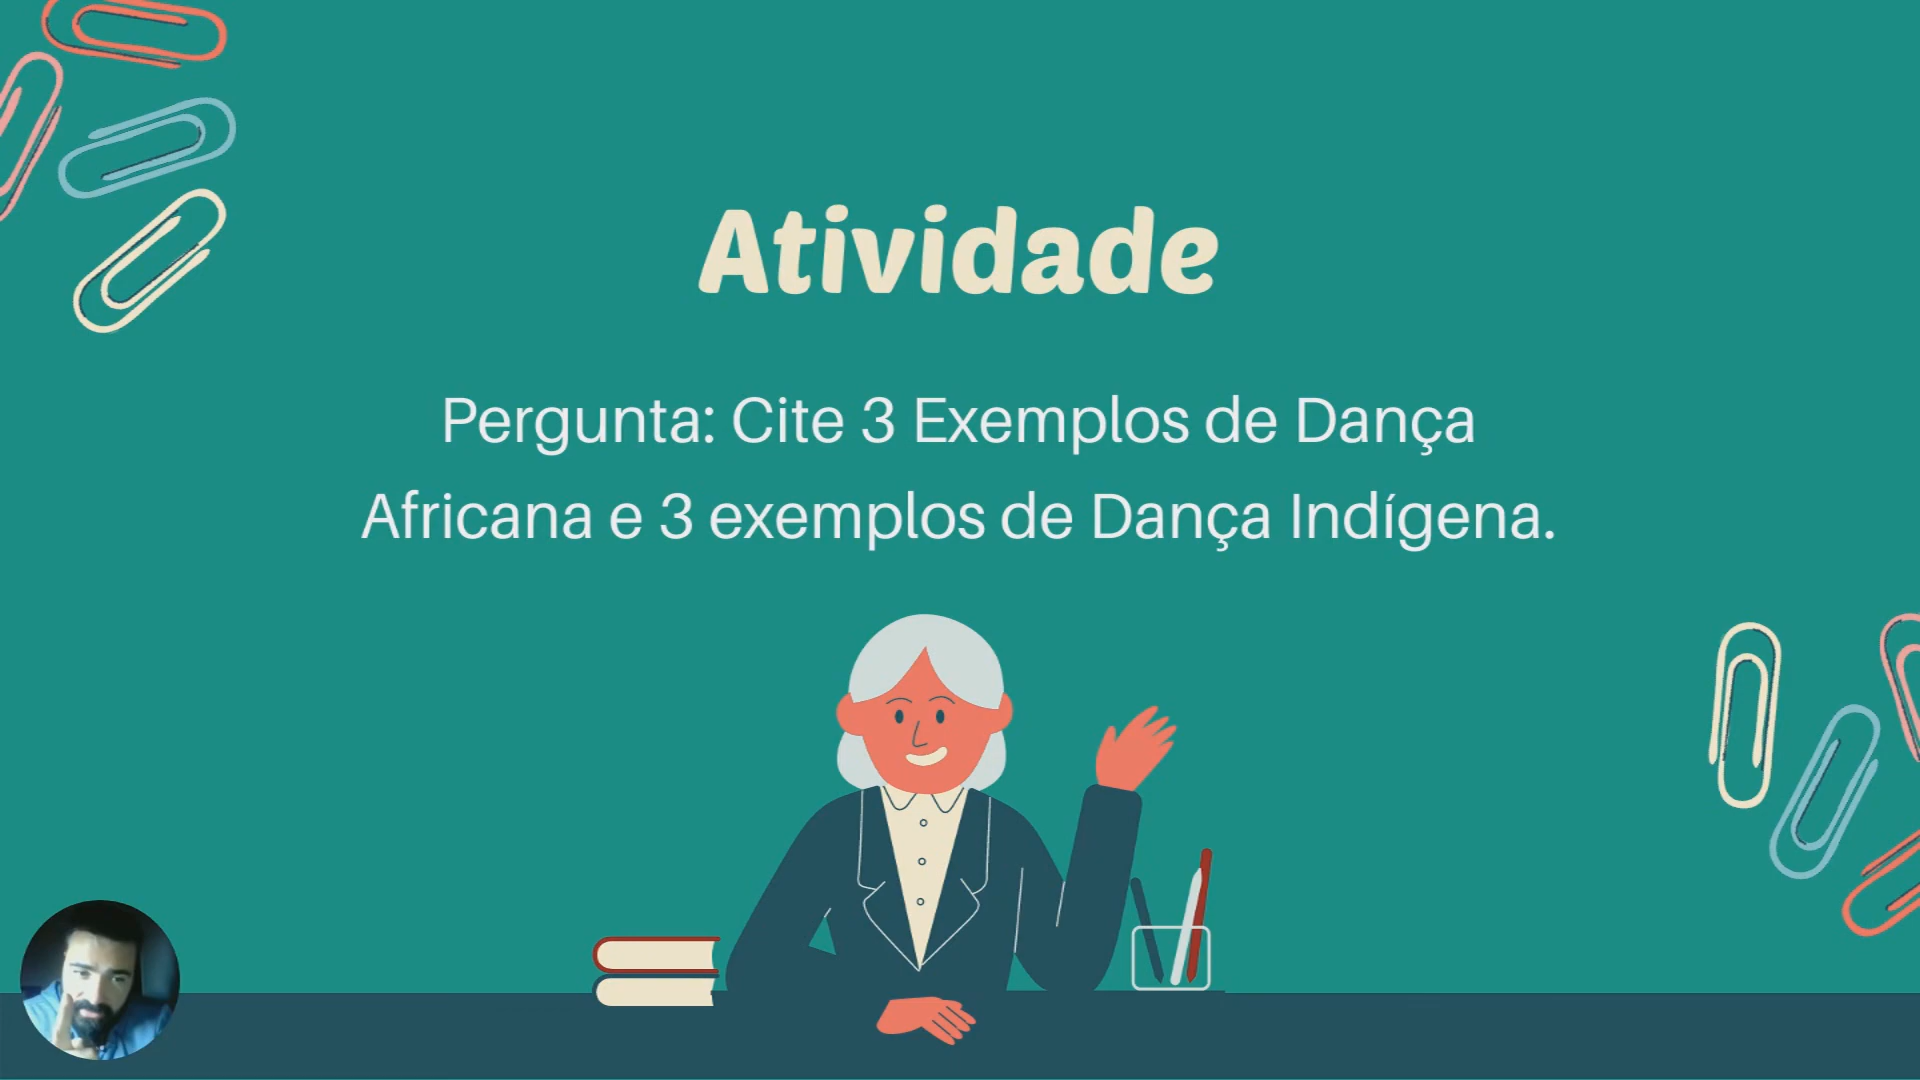 Atividade
Pergunta: Cite 3 Exemplos de Dança
Africana e 3 exemplos de Dança Indígena.